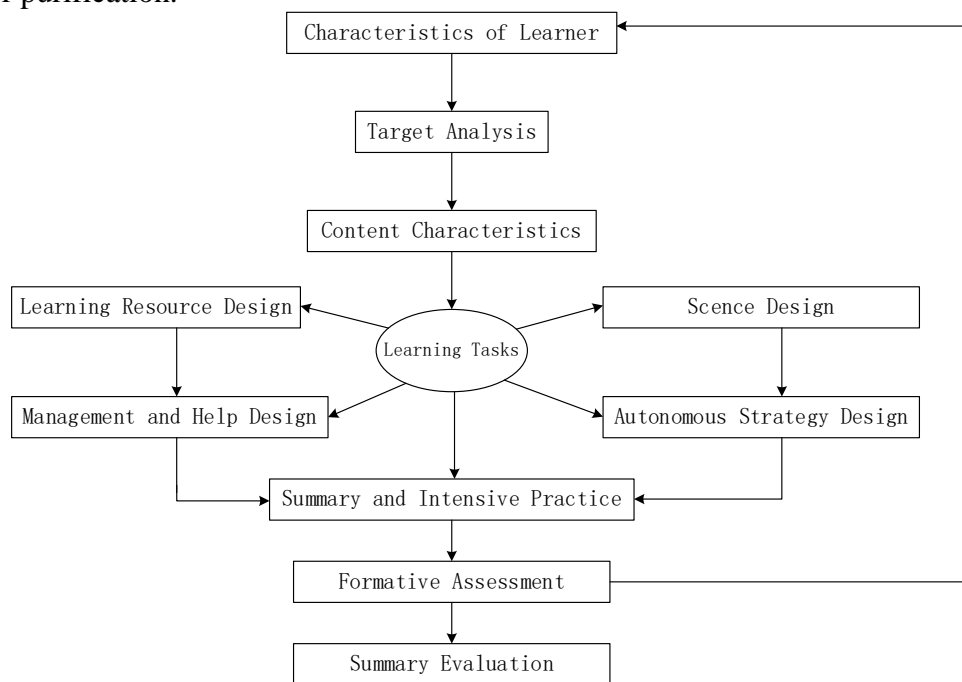 purification.
Characteristics of Learner
Target Analysis
Content Characteristics
Learning Resource Design
Scence Design
Learning Tasks
Management and Help Design
Autonomous Strategy Design
Summary and Intensive Practice
Formative Assessment
Summary Evaluation